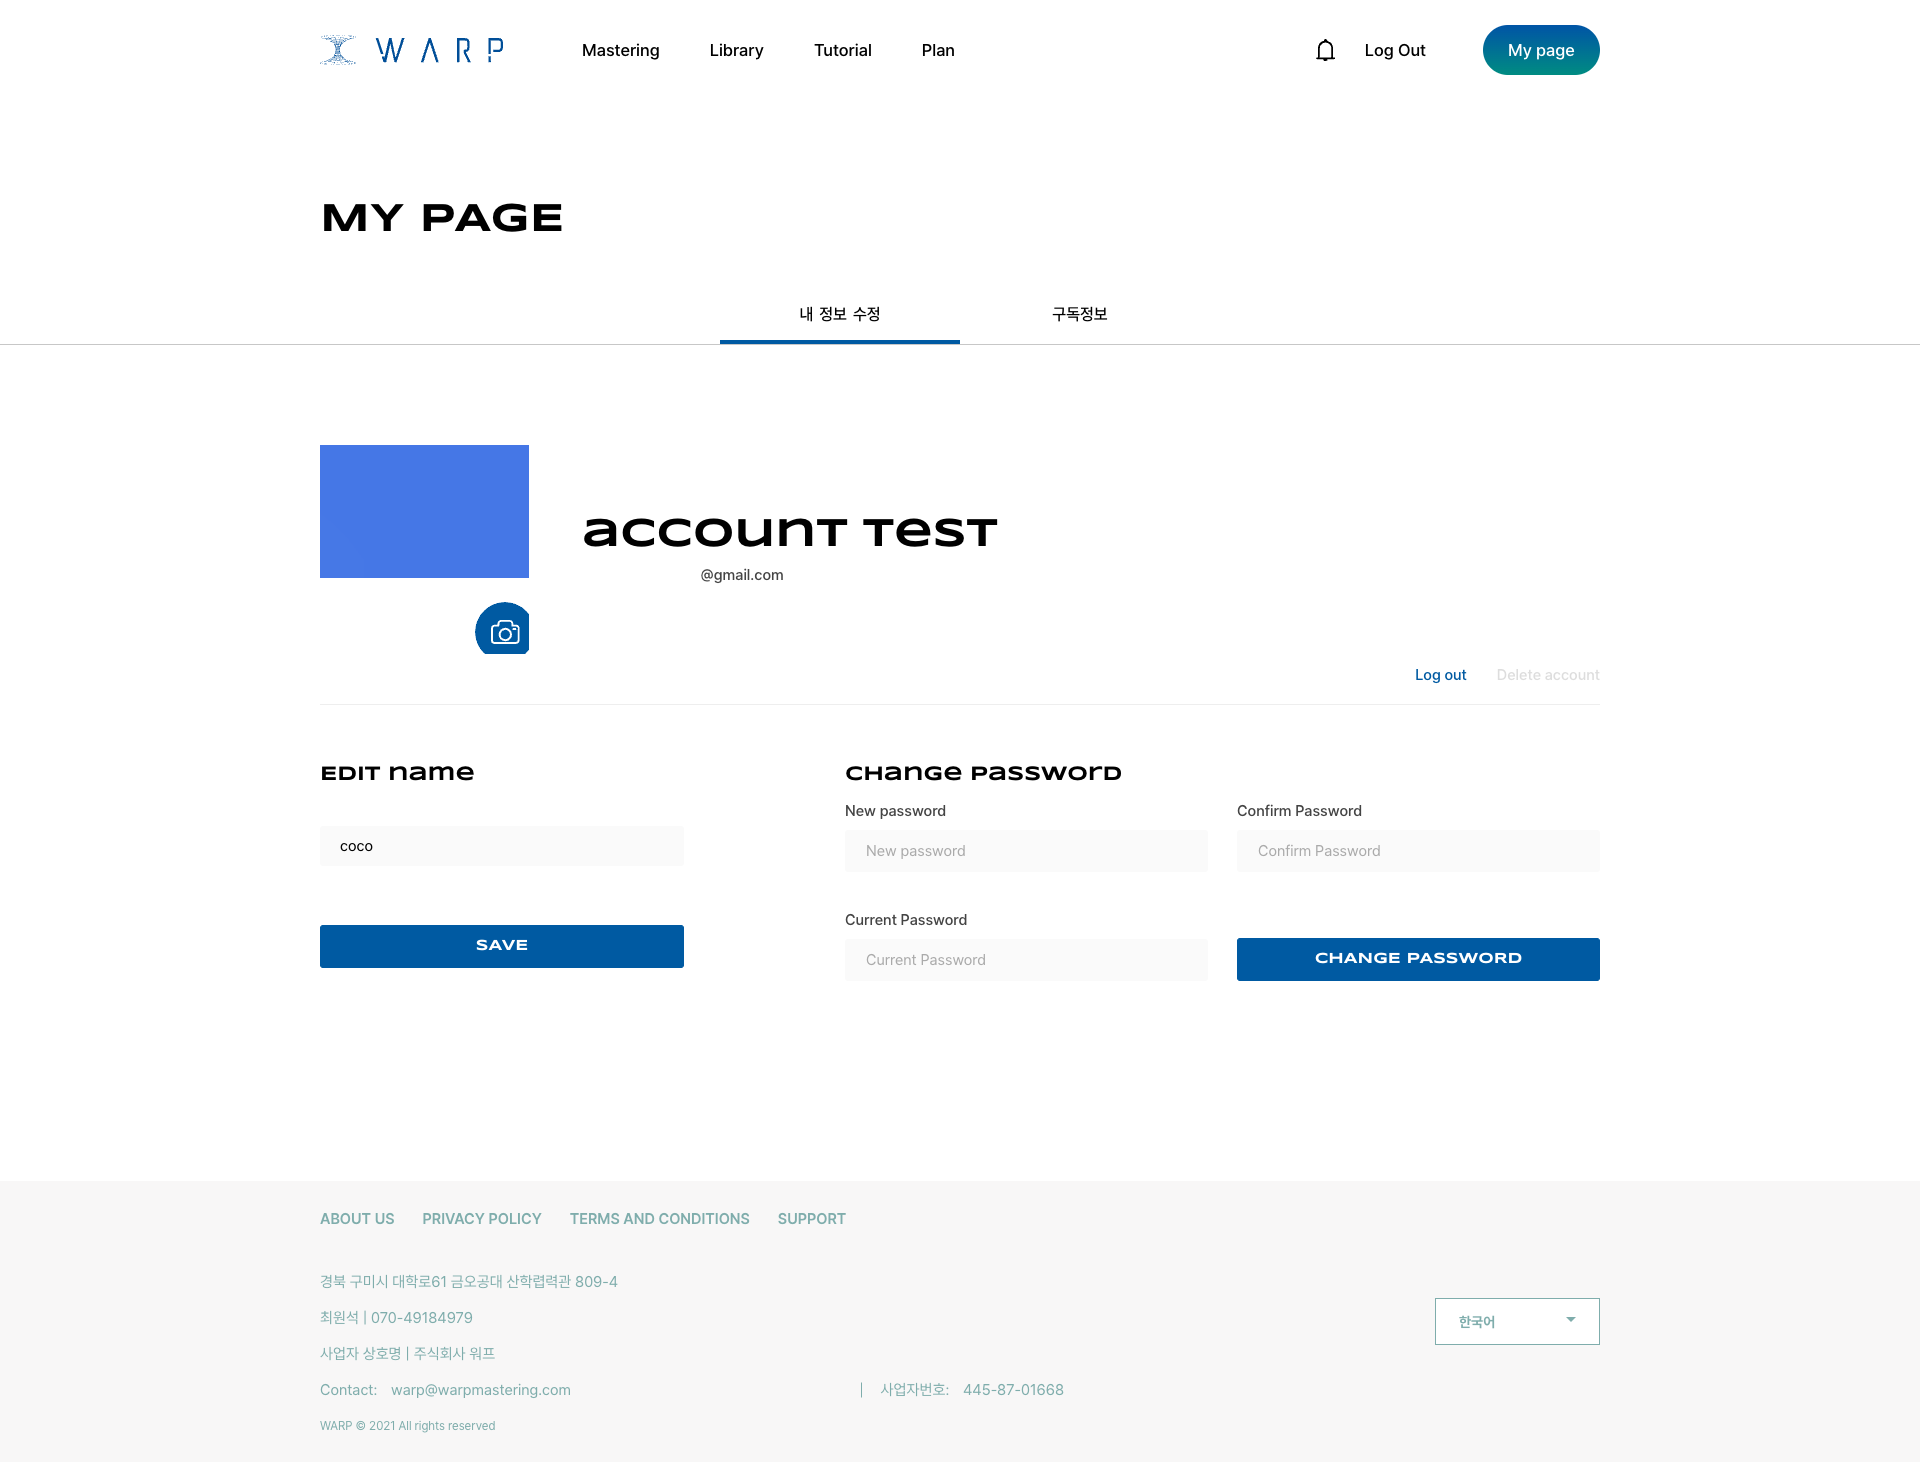 WARP Mastering Library Tutorial Plan Log Out My page
MY PAGE
내 정보 수정 구독정보
account test
@gmail.com
Log out Delete account
Edit name Change Password
New password Confirm Password
coco New password Confirm Password
Current Password
SAVE Current Password CHANGE PASSWORD
ABOUT US PRIVACY POLICY TERMS AND CONDITIONS SUPPORT
경북 구미시 대학로61 금오공대 산학렵력관 809-4
최원석 | 070-49184979
한국어
사업자 상호명 | 주식회사 워프
Contact: warp@warpmastering.com | 사업자번호: 445-87-01668
WARP © 2021 All rights reserved